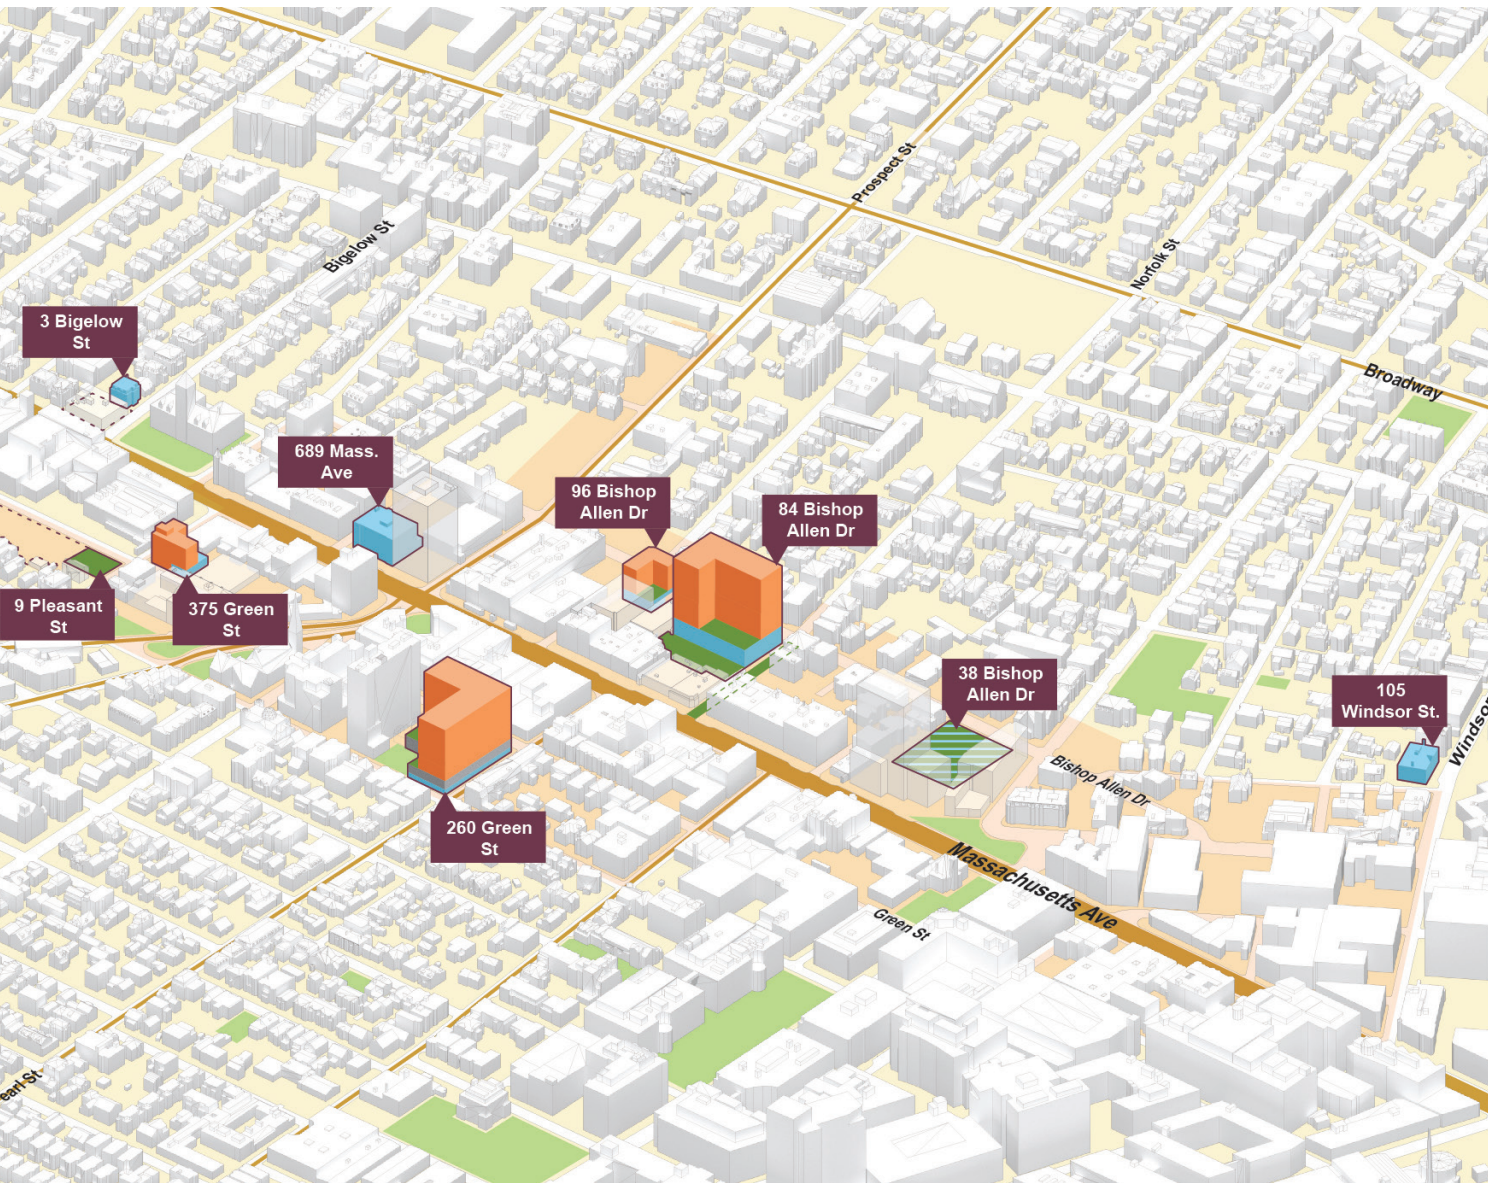 Prospect St
Bigelow St
Norfolk St
3 Bigelow
St
Broadway
689 Mass.
Ave
96 Bishop
Allen Dr
84 Bishop
Allen Dr
9 Pleasant
St
375 Green
St
38 Bishop
Allen Dr
105
Windsor St.
Windsor
Bishop Allen Dr
260 Green
St
Massachusetts Ave
Green St
earl St